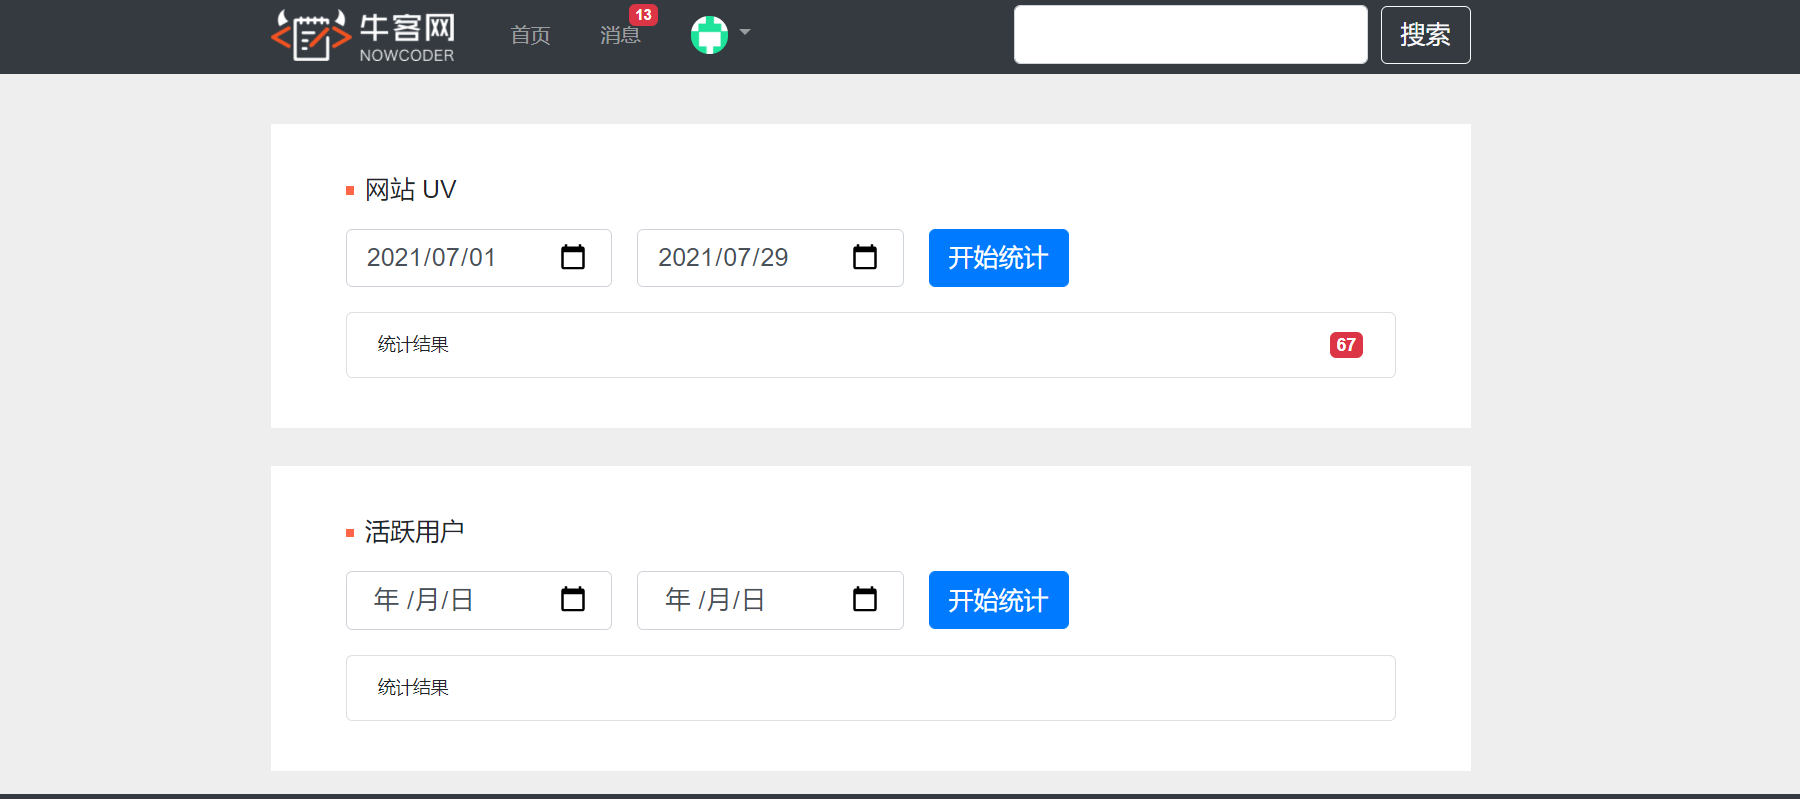 牛客网
NOWCODER
首页
消息
13
搜索
网站 UV
2021/07/01
2021/07/29
开始统计
统计结果
67
活跃用户
年 /月/日
年 /月/日
开始统计
统计结果